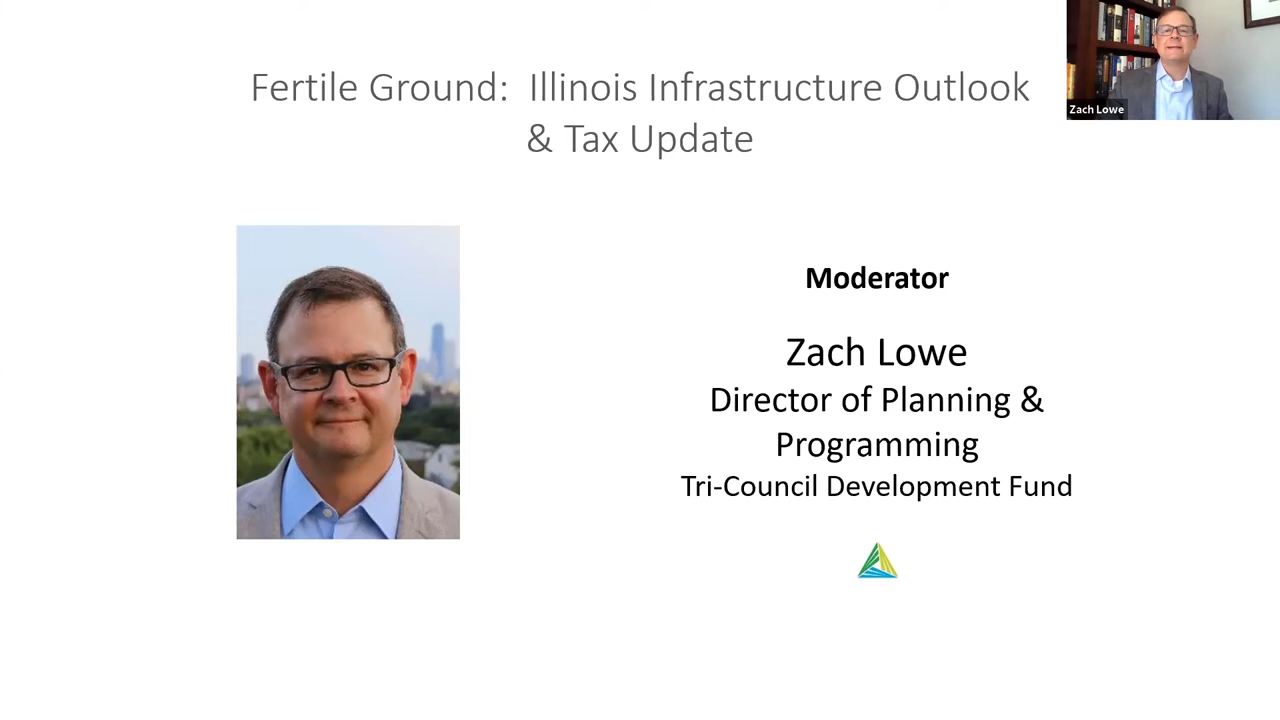 Fertile Ground:  Illinois Infrastructure Outlook
& Tax Update
Zach Lowe
Moderator
Zach Lowe
Director of Planning &
Programming
Tri-Council Development Fund